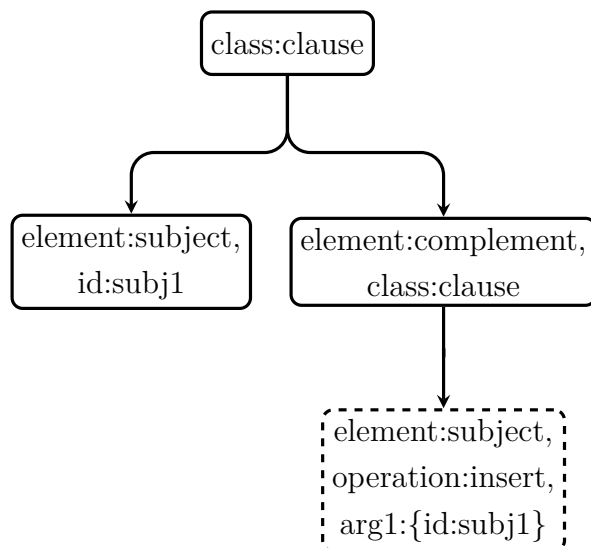 class:clause
element:subject,
id:subj1
element:complement,
class:clause
element:subject,
operation:insert,
arg1:{id:subj1}